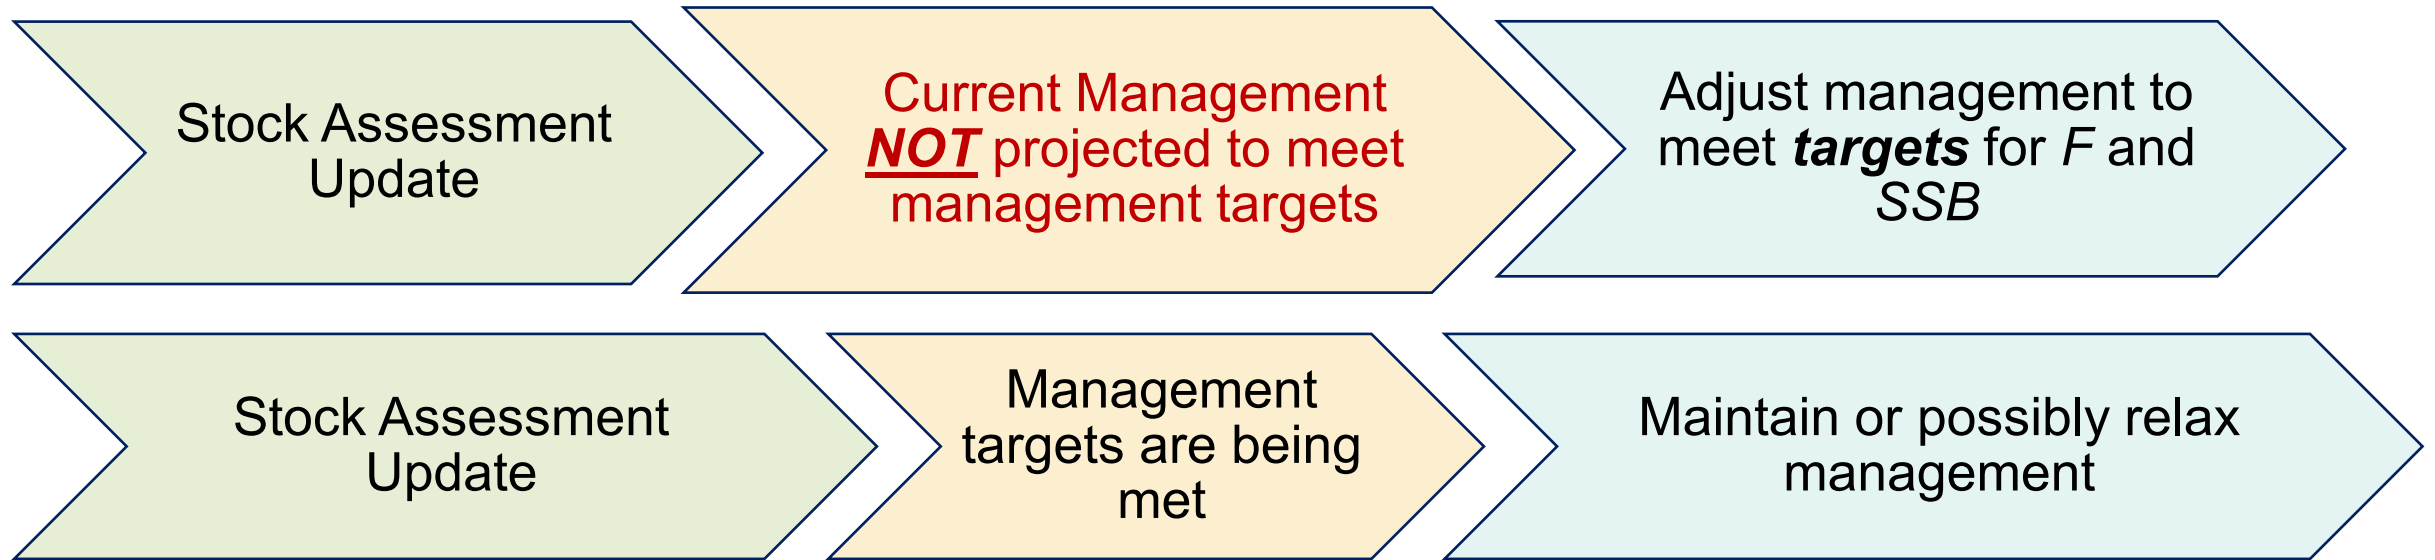 Stock Assessment
Update
Current Management
NOT projected to meet
management targets
Adjust management to
meet targets for F and
SSB
Stock Assessment
Update
Management
targets are being
met
Maintain or possibly relax
management